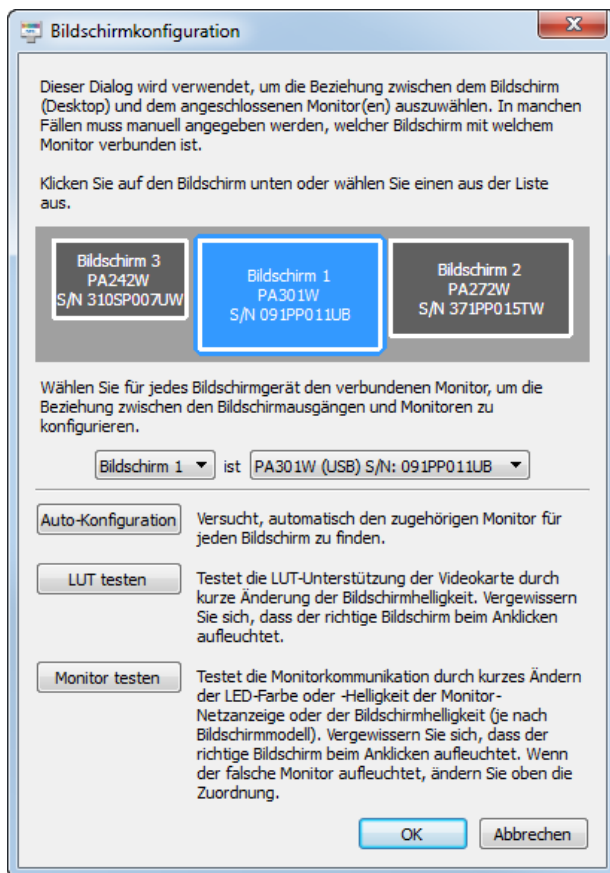 Bildschirmkonfiguration
Dieser Dialog wird verwendet, um die Beziehung zwischen dem Bildschirm
(Desktop) und dem angeschlossenen Monitor(en) auszuwählen. In manchen
Fällen muss manuell angegeben werden, welcher Bildschirm mit welchem
Monitor verbunden ist.
Klicken Sie auf den Bildschirm unten oder wählen Sie einen aus der Liste
aus.
Bildschirm 3
PA242W
S/N 310SP007UW
Bildschirm 1
PA301W
S/N 091PP011UB
Bildschirm 2
PA272W
S/N 371PP015TW
Wählen Sie für jedes Bildschirmgerät den verbundenen Monitor, um die
Beziehung zwischen den Bildschirmausgängen und Monitoren zu
konfigurieren.
Bildschirm 1 ist PA301W (USB) S/N: 091PP011UB
Auto-Konfiguration
Versucht, automatisch den zugehörigen Monitor für
jeden Bildschirm zu finden.
LUT testen
Testet die LUT-Unterstützung der Videokarte durch
kurze Änderung der Bildschirmhelligkeit. Vergewissern
Sie sich, dass der richtige Bildschirm beim Anklicken
aufleuchtet.
Monitor testen
Testet die Monitorkommunikation durch kurzes Ändern
der LED-Farbe oder -Helligkeit der Monitor-
Netzanzeige oder der Bildschirmhelligkeit (je nach
Bildschirmmodell). Vergewissern Sie sich, dass der
richtige Bildschirm beim Anklicken aufleuchtet. Wenn
der falsche Monitor aufleuchtet, ändern Sie oben die
Zuordnung.
OK
Abbrechen